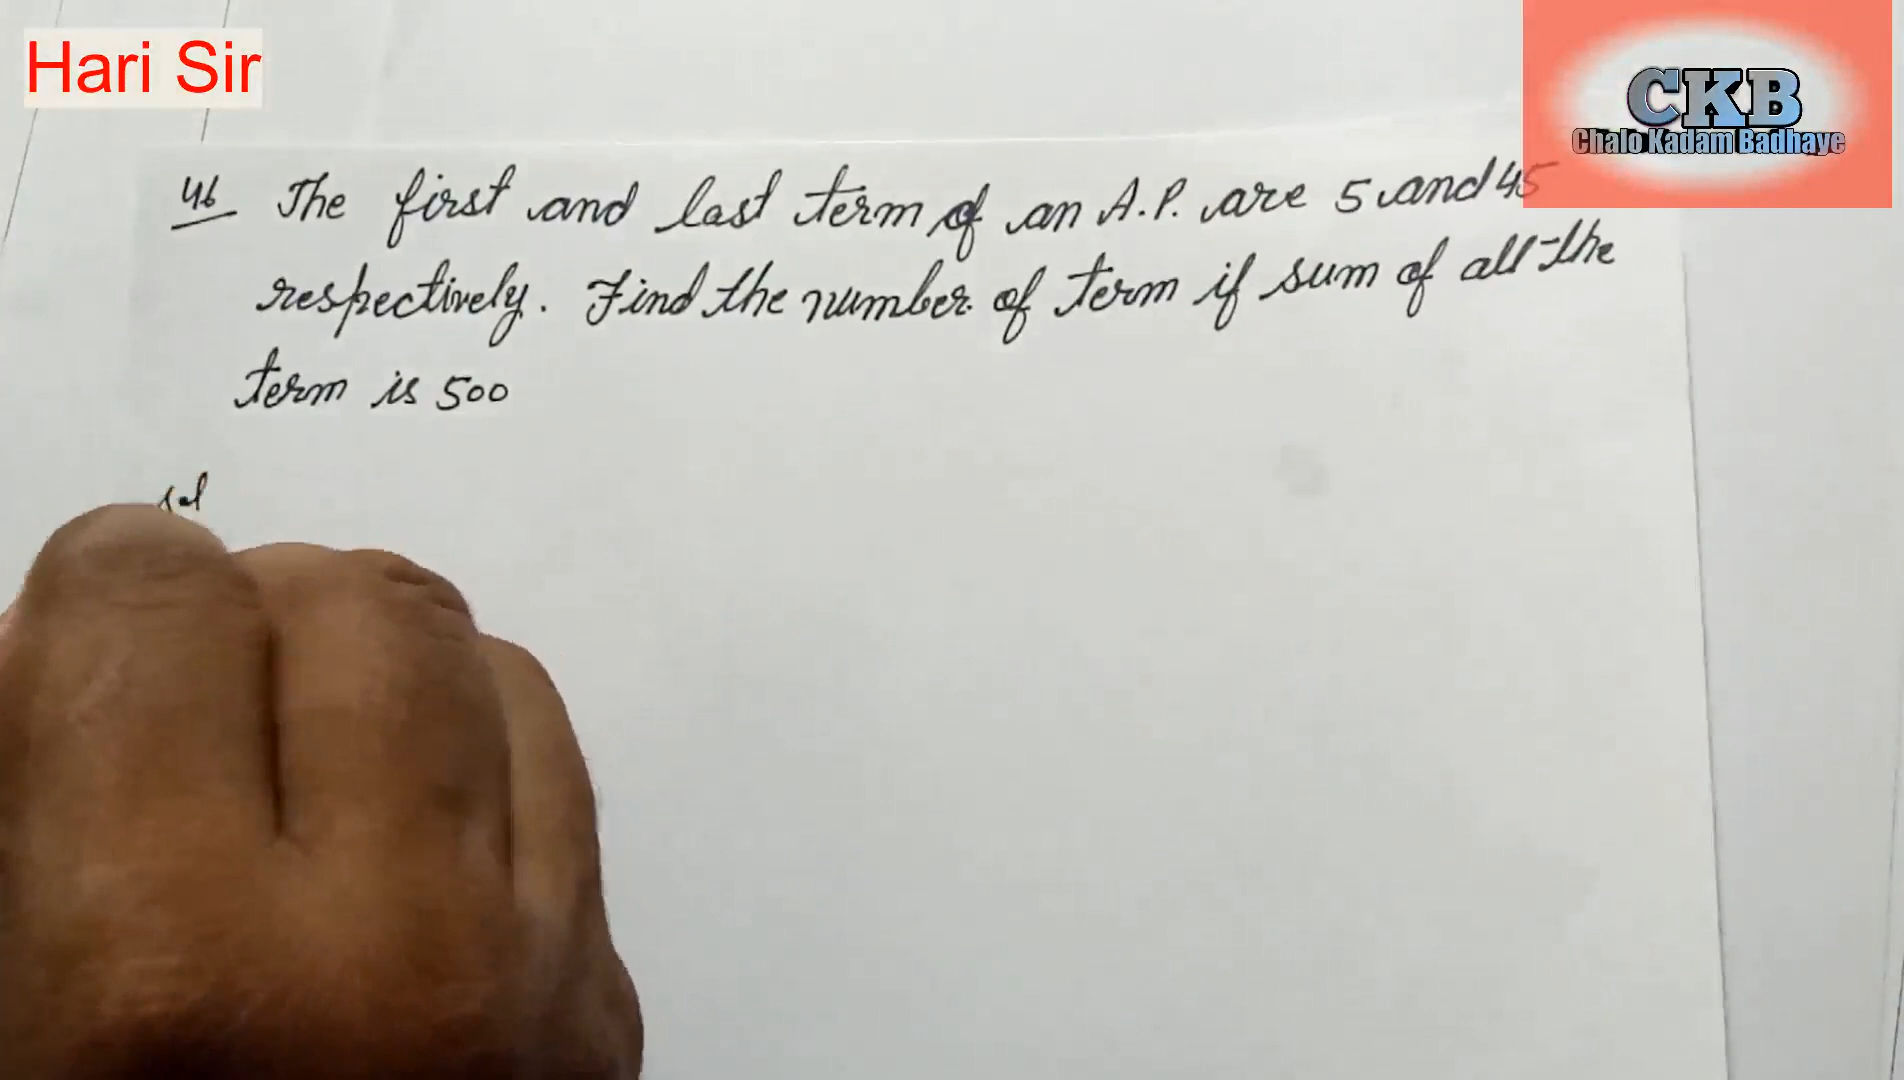 Hari Sir
CKB
Chalo Kadam Badhaye
46 The first and last term of an A.P. are 5 and 45
respectively. Find the number of term if sum of all the
term is 500
sol